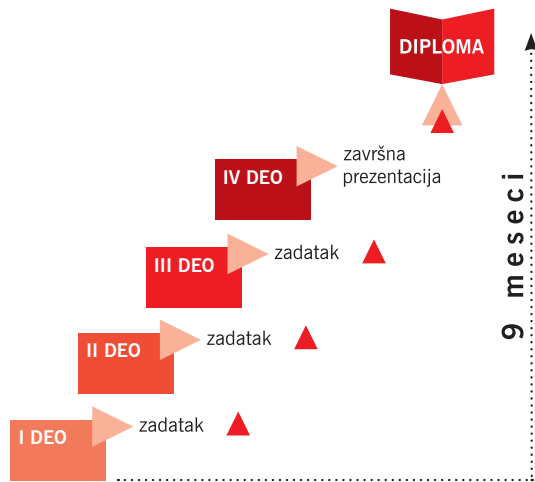 DIPLOMA
IV DEO
završna
prezentacija
III DEO
zadatak
II DEO
zadatak
I DEO
zadatak
9 meseci